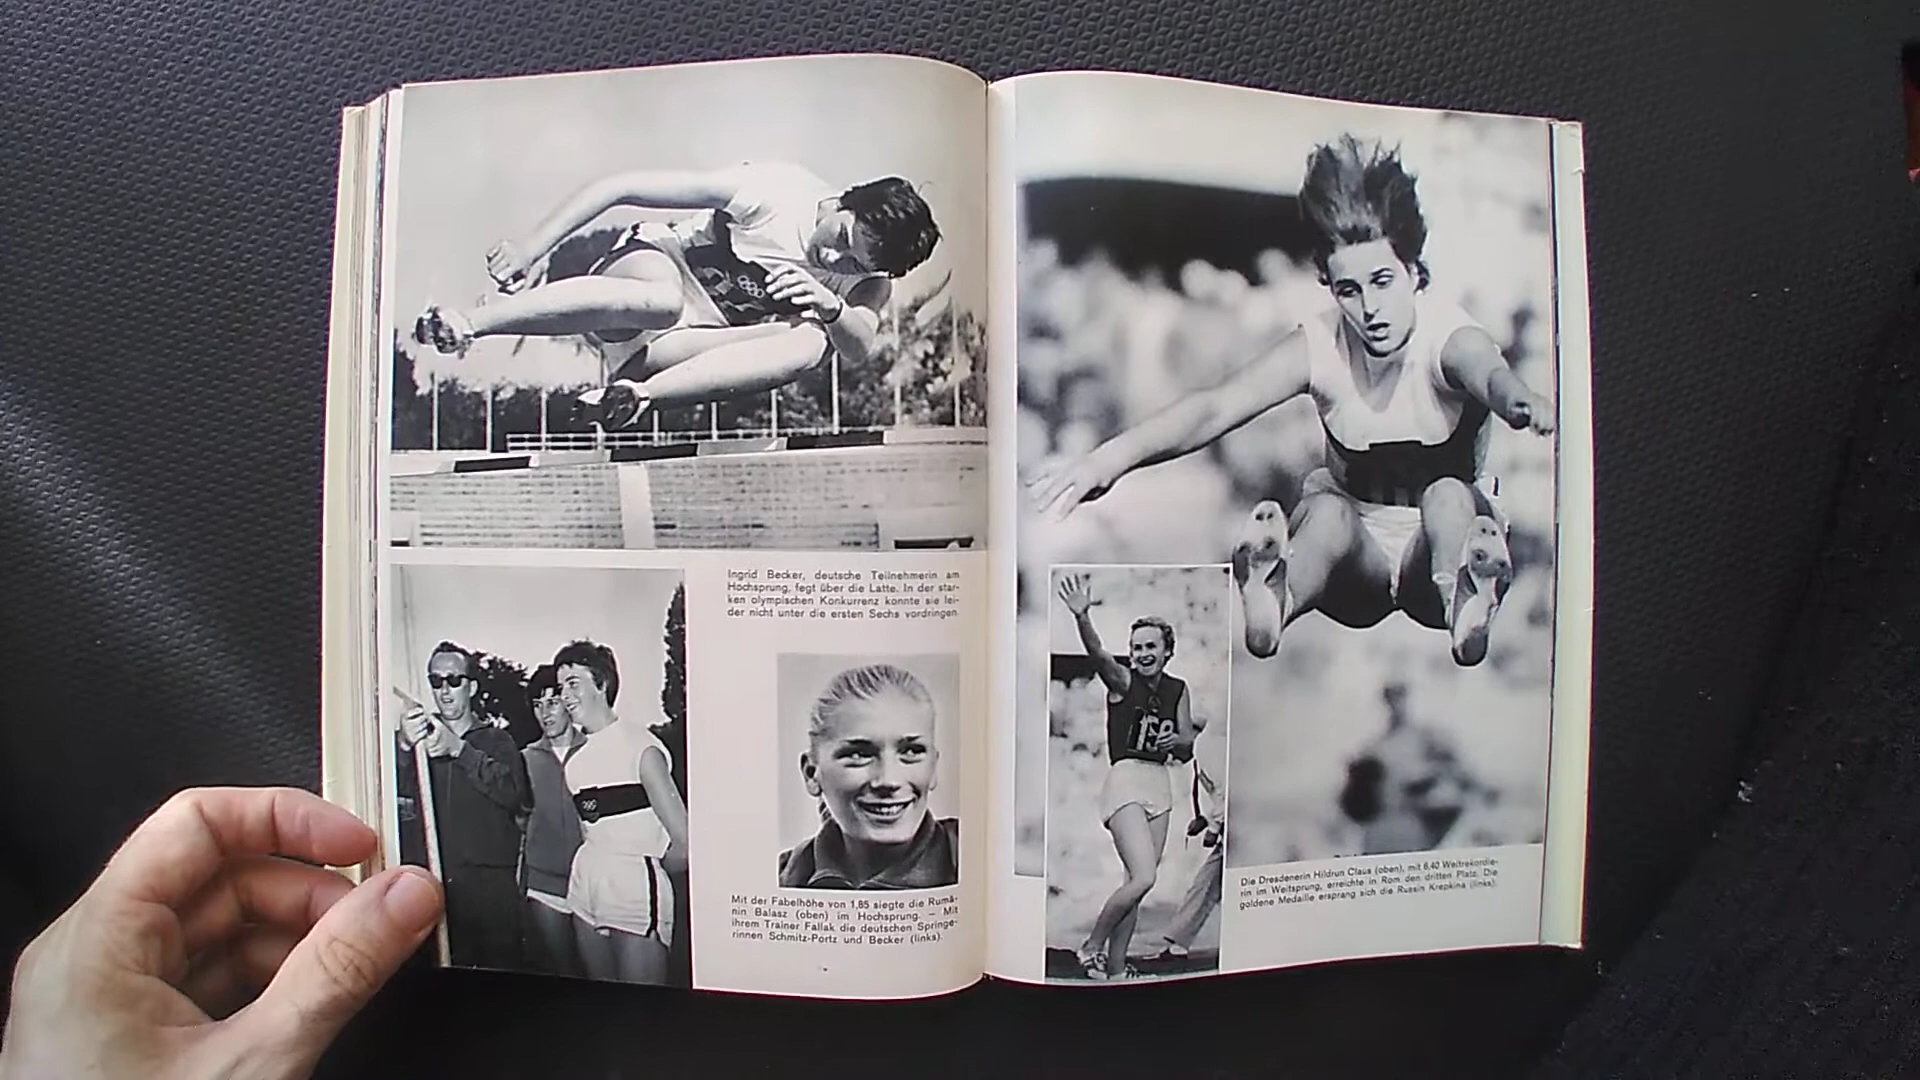 Ingrid Becker, deutsche Teilnehmerin am
Hochsprung, fegt über die Latte. In der star-
ken olympischen Konkurrenz konnte sie lei-
der nicht unter die ersten Sechs vordringen.
Mit der Fabelhöhe von 1,85 siegte die Rumä-
nin Balasz (oben) im Hochsprung. – Mit
ihrem Trainer Fallak die deutschen Springe-
rinnen Schmitz-Portz und Becker (links).
158
Die Dresdenerin Hildrun Claus (oben), mit 6,40 Weltrekordle-
rin im Weitsprung, erreichte in Rom den dritten Platz. Die
goldene Medaille ersprang sich die Russin Krepkina (links).